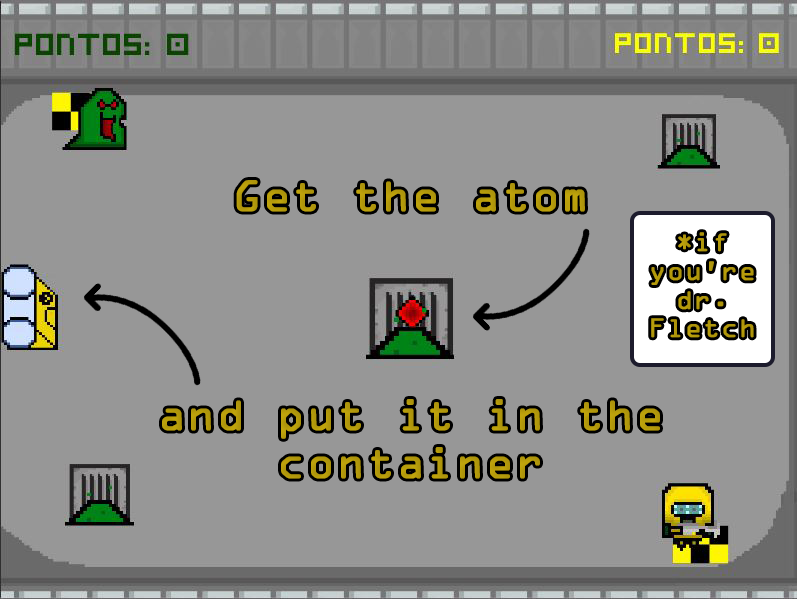 PONTOS: 0
PONTOS: 0
Get the atom
*if
you're
dr.
Fletch
and put it in the
container